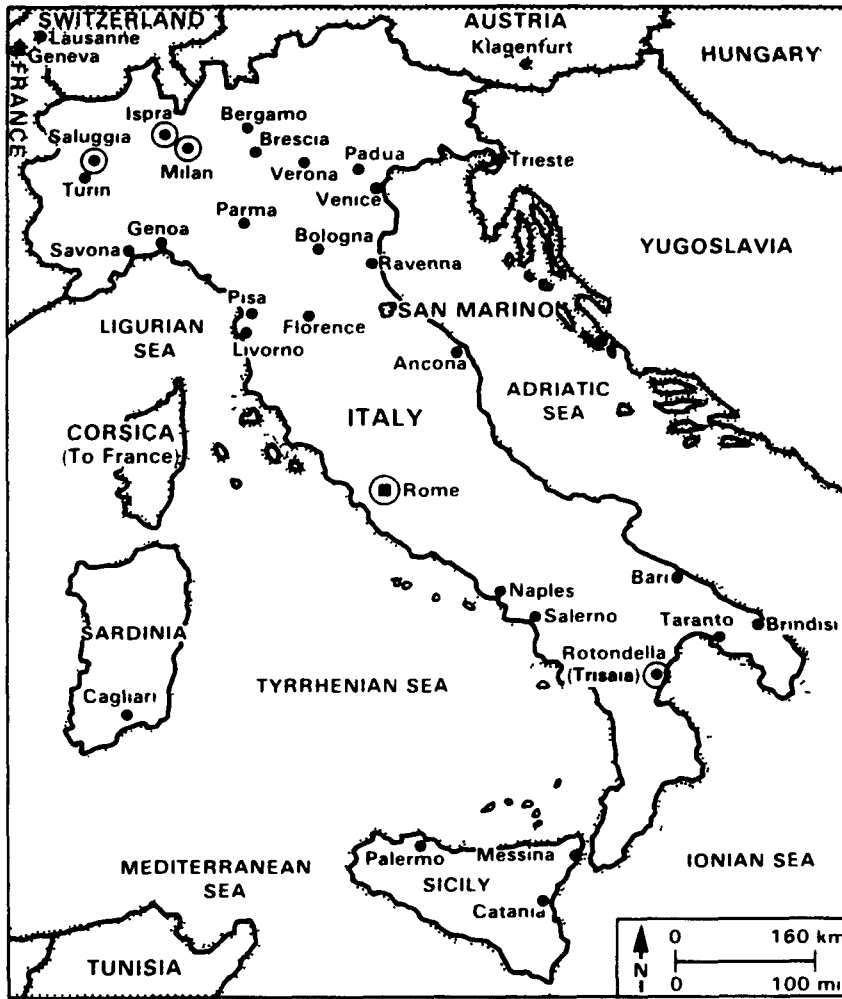 SWITZERLAND
AUSTRIA
Lausanne
Klagenfurt
HUNGARY
Geneva
FRANCE
Ispra
Bergamo
Saluggia
Brescia
Padua
Trieste
Milan
Verona
Turin
Venice
Parma
Genoa
Bologna
YUGOSLAVIA
Savona
Ravenna
Pisa
SAN MARINO
LIGURIAN
SEA
Florence
Livorno
Ancona
ADRIATIC
SEA
ITALY
CORSICA
(To France)
Rome
Bari
Naples
Salerno
Taranto
Brindisi
SARDINIA
Rotondella
(Trisaia)
TYRRHENIAN SEA
Cagliari
Palermo
Messina
IONIAN SEA
MEDITERRANEAN
SEA
SICILY
Catania
TUNISIA
N
0 160 km
0 100 mi